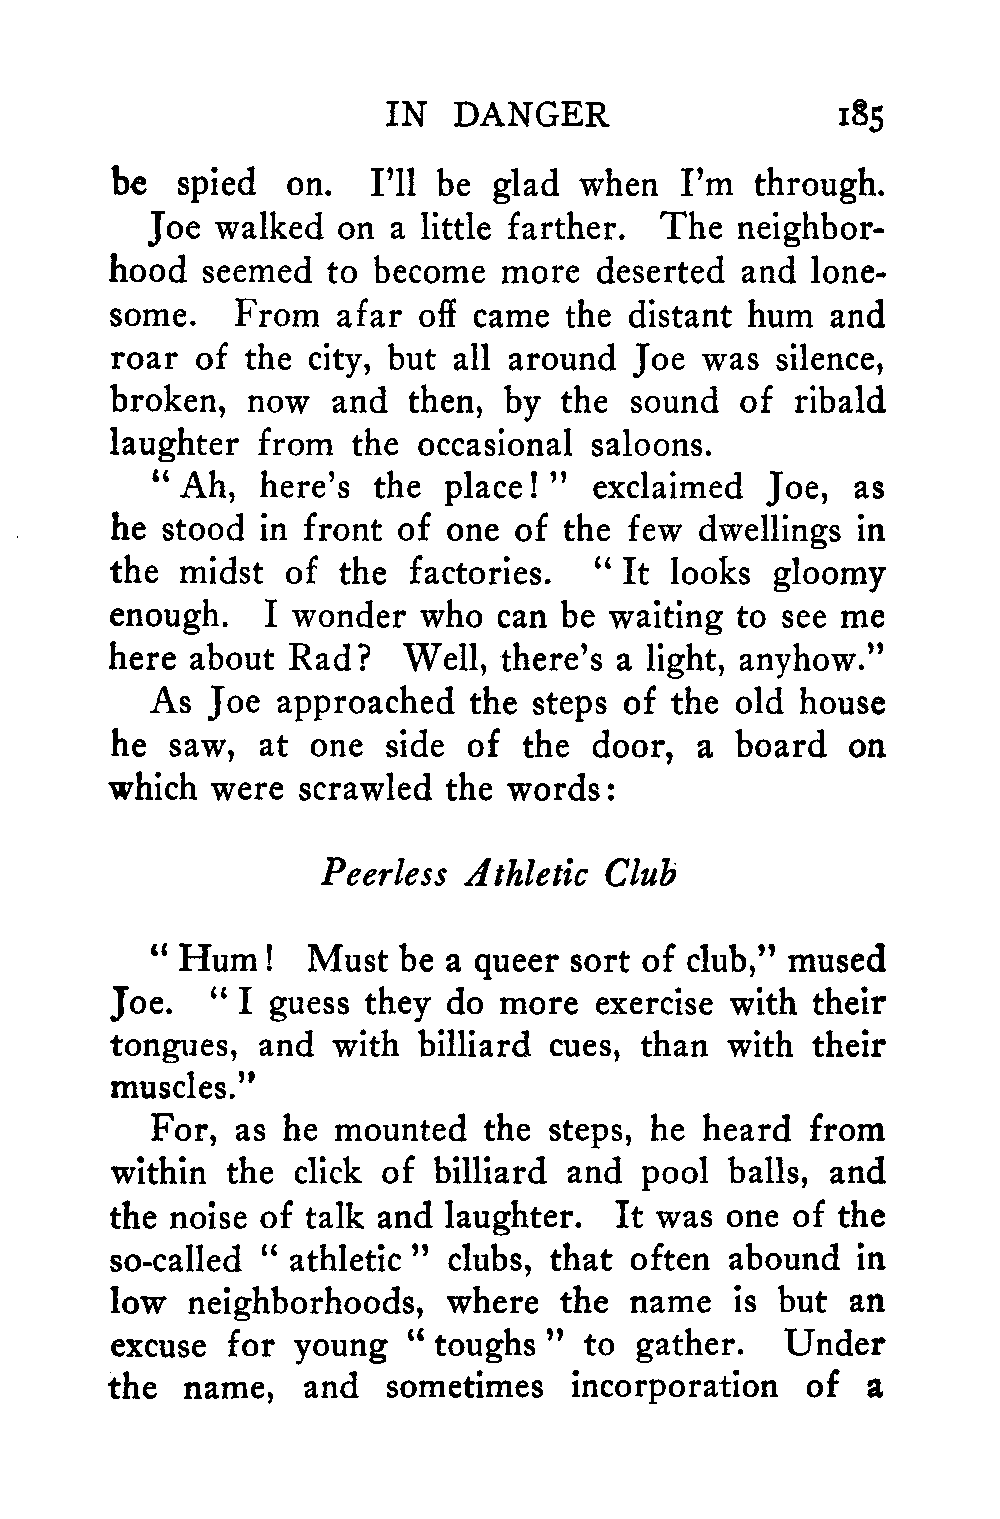 IN DANGER 185
be spied on. I'll be glad when I'm through.
Joe walked on a little farther. The neighbor-
hood seemed to become more deserted and lone-
some. From afar off came the distant hum and
roar of the city, but all around Joe was silence,
broken, now and then, by the sound of ribald
laughter from the occasional saloons.
“ Ah, here's the place! ” exclaimed Joe, as
he stood in front of one of the few dwellings in
the midst of the factories. “ It looks gloomy
enough. I wonder who can be waiting to see me
here about Rad? Well, there's a light, anyhow.”
As Joe approached the steps of the old house
he saw, at one side of the door, a board on
which were scrawled the words:
Peerless Athletic Club
“ Hum! Must be a queer sort of club,” mused
Joe. “ I guess they do more exercise with their
tongues, and with billiard cues, than with their
muscles.”
For, as he mounted the steps, he heard from
within the click of billiard and pool balls, and
the noise of talk and laughter. It was one of the
so-called “ athletic ” clubs, that often abound in
low neighborhoods, where the name is but an
excuse for young “ toughs ” to gather. Under
the name, and sometimes incorporation of a